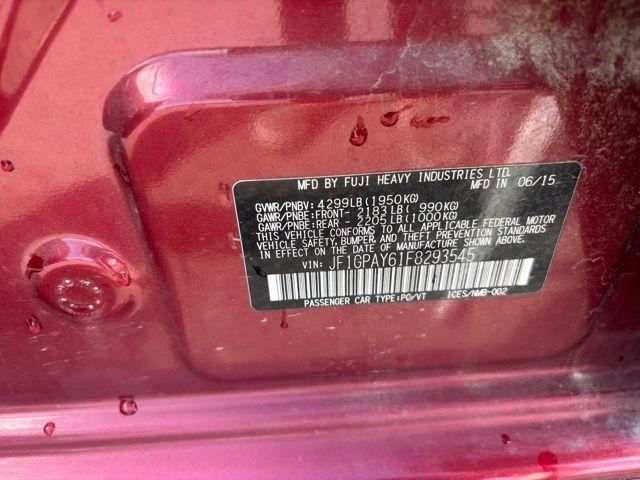 MFD BY FUJI HEAVY INDUSTRIES LTD.
MFD IN 06/15
GVWR/PNBV: 4299LB(1950KG)
GAWR/PNBE:FRONT- 2183LB( 990KG)
GAWR/PNBE:REAR - 2205LB(1000KG)
THIS VEHICLE CONFORMS TO ALL APPLICABLE FEDERAL MOTOR
VEHICLE SAFETY, BUMPER, AND THEFT PREVENTION STANDARDS
IN EFFECT ON THE DATE OF MANUFACTURE SHOWN ABOVE.
VIN: JF1GPAY61F8293545
PASSENGER CAR TYPE:PC/VT ICES/NMB-002